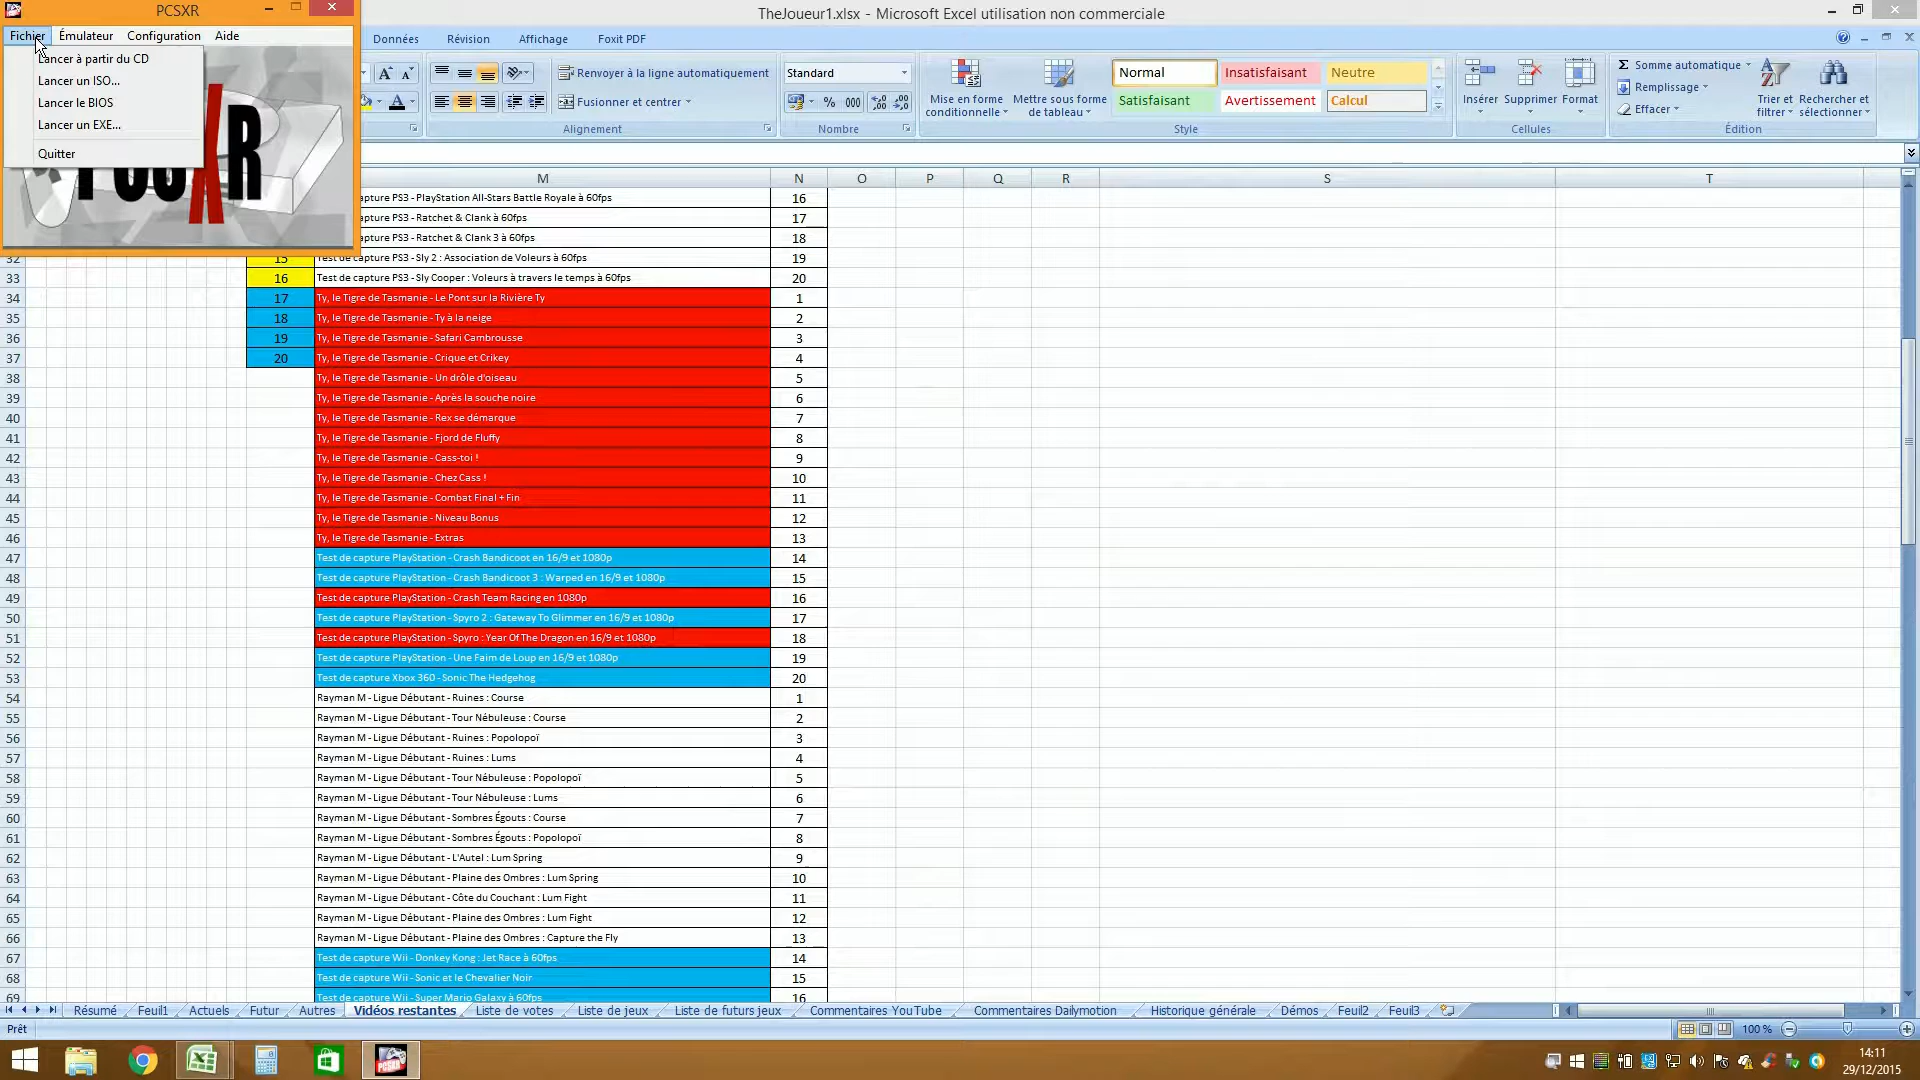 PCSXR
TheJoueur1.xlsx - Microsoft Excel utilisation non commerciale
Fichier Émulateur Configuration Aide
Données Révision Affichage Foxit PDF
Lancer à partir du CD
Lancer un ISO...
Lancer le BIOS
Lancer un EXE...
Quitter
Renvoyer à la ligne automatiquement
Fusionner et centrer
Alignement
Standard
% 000
Nombre
Mise en forme conditionnelle
Mettre sous forme de tableau
Normal Insatisfaisant Neutre
Satisfaisant Avertissement Calcul
Style
Insérer Supprimer Format
Cellules
Σ Somme automatique
Remplissage
Effacer
Trier et filtrer
Rechercher et sélectionner
Édition
M N O P Q R S T
apture PS3 - PlayStation All-Stars Battle Royale à 60fps 16
apture PS3 - Ratchet & Clank à 60fps 17
apture PS3 - Ratchet & Clank 3 à 60fps 18
32 15 Test de capture PS3 - Sly 2 : Association de Voleurs à 60fps 19
33 16 Test de capture PS3 - Sly Cooper : Voleurs à travers le temps à 60fps 20
34 17 Ty, le Tigre de Tasmanie - Le Pont sur la Rivière Ty 1
35 18 Ty, le Tigre de Tasmanie - Ty à la neige 2
36 19 Ty, le Tigre de Tasmanie - Safari Cambrousse 3
37 20 Ty, le Tigre de Tasmanie - Crique et Crikey 4
38 Ty, le Tigre de Tasmanie - Un drôle d'oiseau 5
39 Ty, le Tigre de Tasmanie - Après la souche noire 6
40 Ty, le Tigre de Tasmanie - Rex se démarque 7
41 Ty, le Tigre de Tasmanie - Fjord de Fluffy 8
42 Ty, le Tigre de Tasmanie - Cass-toi ! 9
43 Ty, le Tigre de Tasmanie - Chez Cass ! 10
44 Ty, le Tigre de Tasmanie - Combat Final + Fin 11
45 Ty, le Tigre de Tasmanie - Niveau Bonus 12
46 Ty, le Tigre de Tasmanie - Extras 13
47 Test de capture PlayStation - Crash Bandicoot en 16/9 et 1080p 14
48 Test de capture PlayStation - Crash Bandicoot 3 : Warped en 16/9 et 1080p 15
49 Test de capture PlayStation - Crash Team Racing en 1080p 16
50 Test de capture PlayStation - Spyro 2 : Gateway To Glimmer en 16/9 et 1080p 17
51 Test de capture PlayStation - Spyro : Year Of The Dragon en 16/9 et 1080p 18
52 Test de capture PlayStation - Une Faim de Loup en 16/9 et 1080p 19
53 Test de capture Xbox 360 - Sonic The Hedgehog 20
54 Rayman M - Ligue Débutant - Ruines : Course 1
55 Rayman M - Ligue Débutant - Tour Nébuleuse : Course 2
56 Rayman M - Ligue Débutant - Ruines : Popolopoï 3
57 Rayman M - Ligue Débutant - Ruines : Lums 4
58 Rayman M - Ligue Débutant - Tour Nébuleuse : Popolopoï 5
59 Rayman M - Ligue Débutant - Tour Nébuleuse : Lums 6
60 Rayman M - Ligue Débutant - Sombres Égouts : Course 7
61 Rayman M - Ligue Débutant - Sombres Égouts : Popolopoï 8
62 Rayman M - Ligue Débutant - L'Autel : Lum Spring 9
63 Rayman M - Ligue Débutant - Plaine des Ombres : Lum Spring 10
64 Rayman M - Ligue Débutant - Côte du Couchant : Lum Fight 11
65 Rayman M - Ligue Débutant - Plaine des Ombres : Lum Fight 12
66 Rayman M - Ligue Débutant - Plaine des Ombres : Capture the Fly 13
67 Test de capture Wii - Donkey Kong : Jet Race à 60fps 14
68 Test de capture Wii - Sonic et le Chevalier Noir 15
69 Test de capture Wii - Super Mario Galaxy à 60fps 16
Résumé Feuil1 Actuels Futur Autres Vidéos restantes Liste de votes Liste de jeux Liste de futurs jeux Commentaires YouTube Commentaires Dailymotion Historique générale Démos Feuil2 Feuil3
Prêt
100 %
14:11
29/12/2015